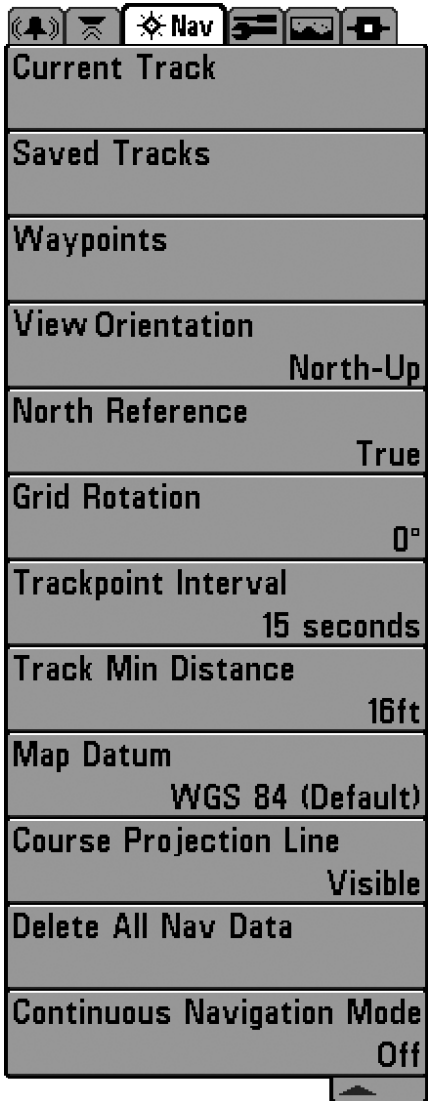 Nav
Current Track
Saved Tracks
Waypoints
View Orientation
North-Up
North Reference
True
Grid Rotation
0°
Trackpoint Interval
15 seconds
Track Min Distance
16ft
Map Datum
WGS 84 (Default)
Course Projection Line
Visible
Delete All Nav Data
Continuous Navigation Mode
Off